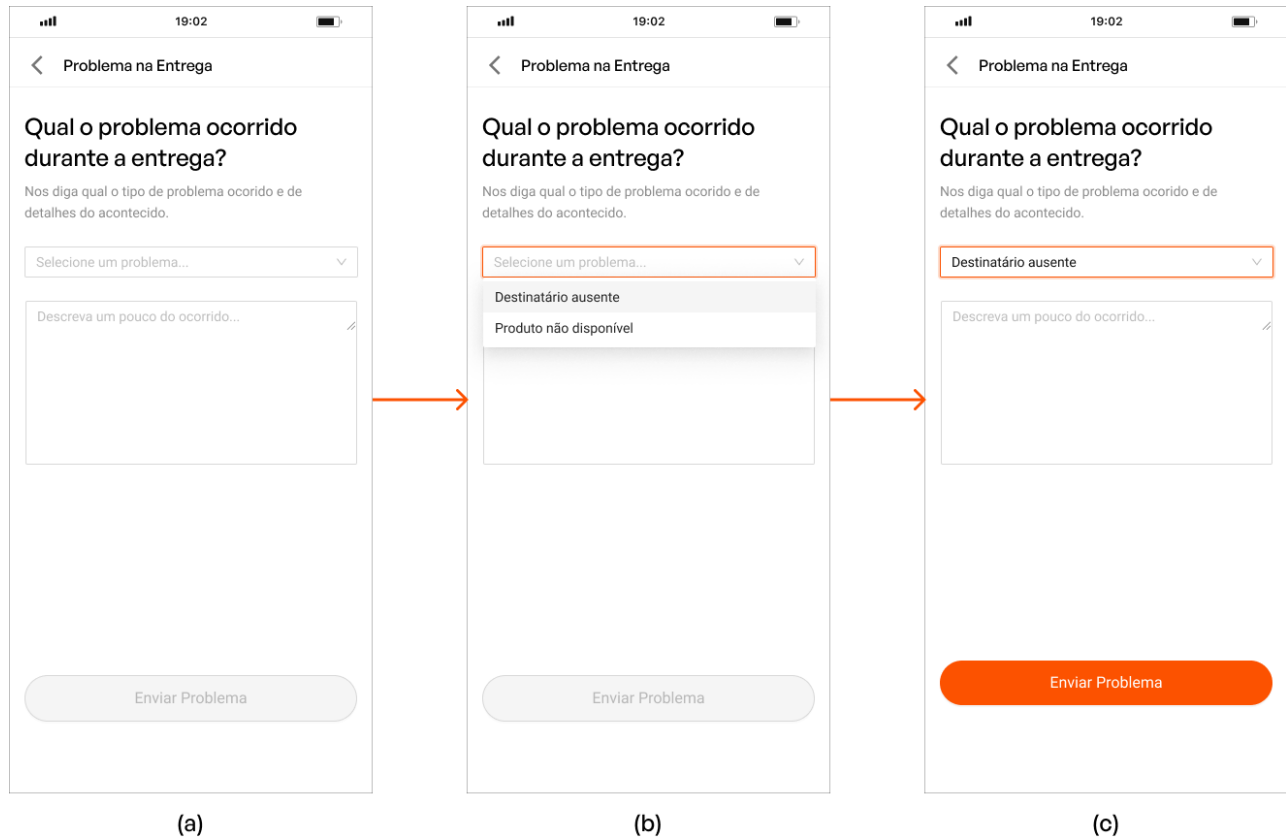 19:02
Problema na Entrega
Qual o problema ocorrido
durante a entrega?
Nos diga qual o tipo de problema ocorido e de
detalhes do acontecido.
Selecione um problema...
Descreva um pouco do ocorrido...
Enviar Problema
(a)
19:02
Problema na Entrega
Qual o problema ocorrido
durante a entrega?
Nos diga qual o tipo de problema ocorido e de
detalhes do acontecido.
Selecione um problema...
Destinatário ausente
Produto não disponível
Enviar Problema
(b)
19:02
Problema na Entrega
Qual o problema ocorrido
durante a entrega?
Nos diga qual o tipo de problema ocorido e de
detalhes do acontecido.
Destinatário ausente
Descreva um pouco do ocorrido...
Enviar Problema
(c)